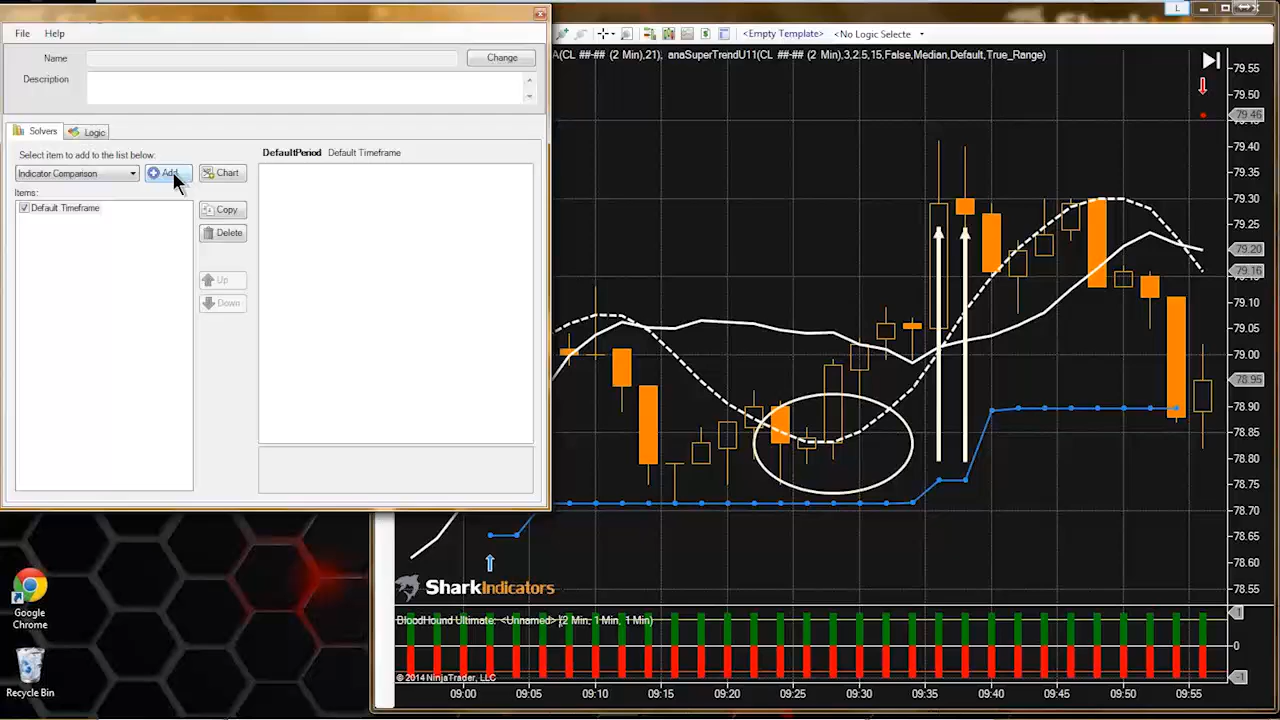 File Help
Name Change
Description
Solvers Logic
Select item to add to the list below:
Indicator Comparison Add Chart
Items:
Default Timeframe
Copy
Delete
Up
Down
DefaultPeriod Default Timeframe
L
<Empty Template> <No Logic Selecte
A(CL ##-## (2 Min),21), anaSuperTrendU11(CL ##-## (2 Min),3,2.5,15,False,Median,Default,True_Range)
79.55
79.50
79.46
79.40
79.35
79.30
79.25
79.20
79.16
79.10
79.05
79.00
78.95
78.90
78.85
78.80
78.75
78.70
78.65
78.60
78.55
SharkIndicators
BloodHound Ultimate: <Unnamed> (2 Min, 1 Min, 1 Min)
1
0
-1
© 2014 NinjaTrader, LLC
09:00 09:05 09:10 09:15 09:20 09:25 09:30 09:35 09:40 09:45 09:50 09:55
Google
Chrome
Recycle Bin